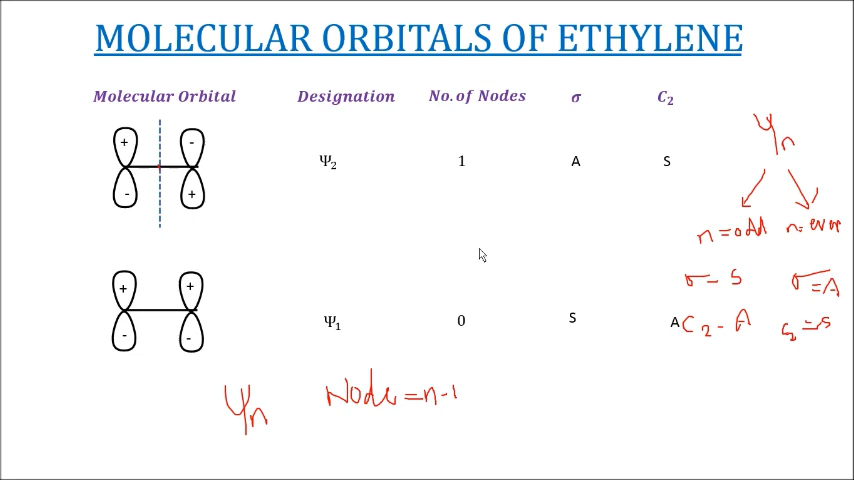 MOLECULAR ORBITALS OF ETHYLENE
Molecular Orbital Designation No. of Nodes σ C₂
+ - Ψ₂ 1 A S
- +
+ + Ψ₁ 0 S A
- -
Ψn
n = odd n = even
σ - S σ = A
C₂ - A C₂ = S
Ψn Node = n - 1